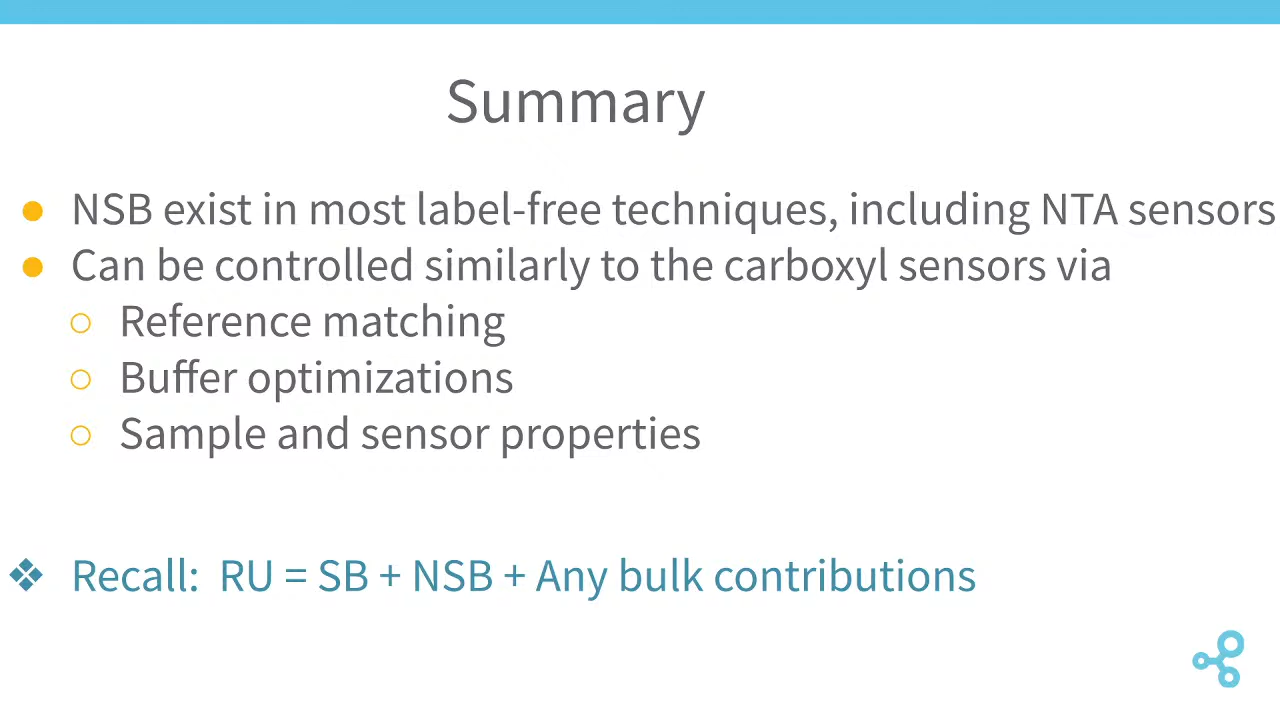 Summary
● NSB exist in most label-free techniques, including NTA sensors
● Can be controlled similarly to the carboxyl sensors via
○ Reference matching
○ Buffer optimizations
○ Sample and sensor properties
❖ Recall: RU = SB + NSB + Any bulk contributions